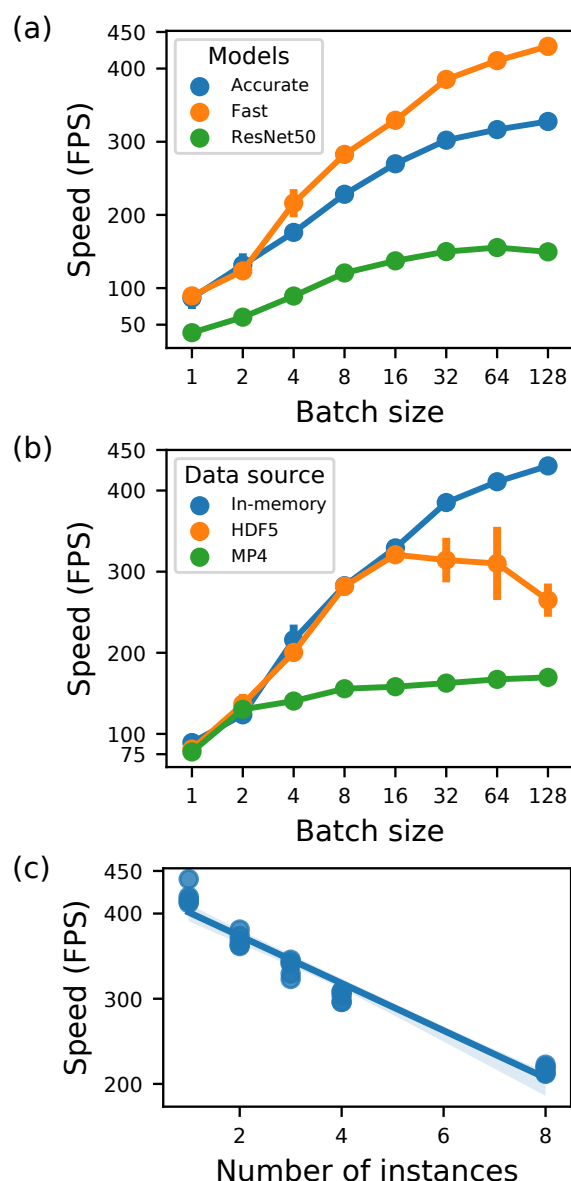 (a)
450
400
300
200
100
50
Speed (FPS)
Models
Accurate
Fast
ResNet50
1 2 4 8 16 32 64 128
Batch size
(b)
450
400
300
200
100
75
Speed (FPS)
Data source
In-memory
HDF5
MP4
1 2 4 8 16 32 64 128
Batch size
(c)
450
400
300
200
Speed (FPS)
2 4 6 8
Number of instances